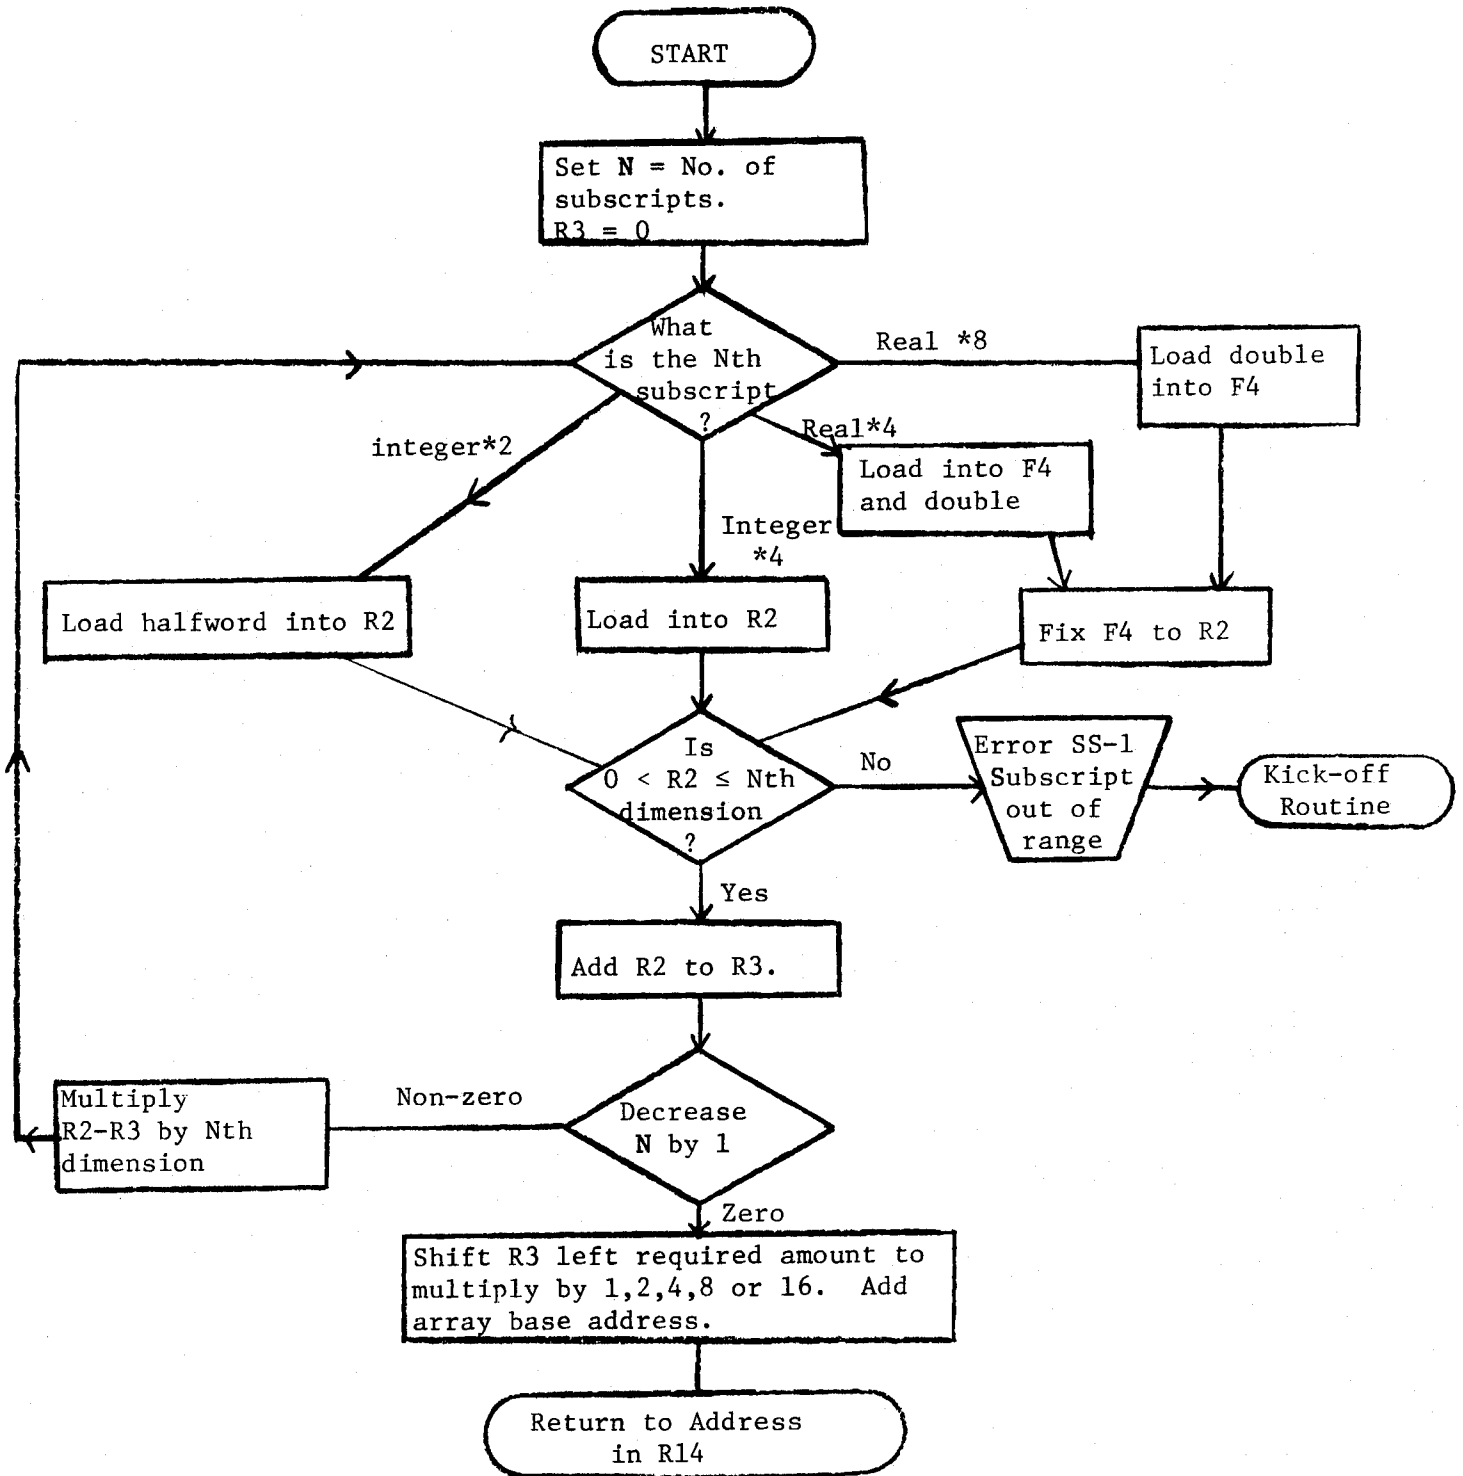 START
Set N = No. of
subscripts.
R3 = 0
What
is the Nth
subscript
?
Real *8
Load double
into F4
integer*2
Real*4
Load into F4
and double
Integer
*4
Load halfword into R2
Load into R2
Fix F4 to R2
Is
0 < R2 ≤ Nth
dimension
?
No
Error SS-1
Subscript
out of
range
Kick-off
Routine
Yes
Add R2 to R3.
Decrease
N by 1
Non-zero
Multiply
R2-R3 by Nth
dimension
Zero
Shift R3 left required amount to
multiply by 1,2,4,8 or 16. Add
array base address.
Return to Address
in R14